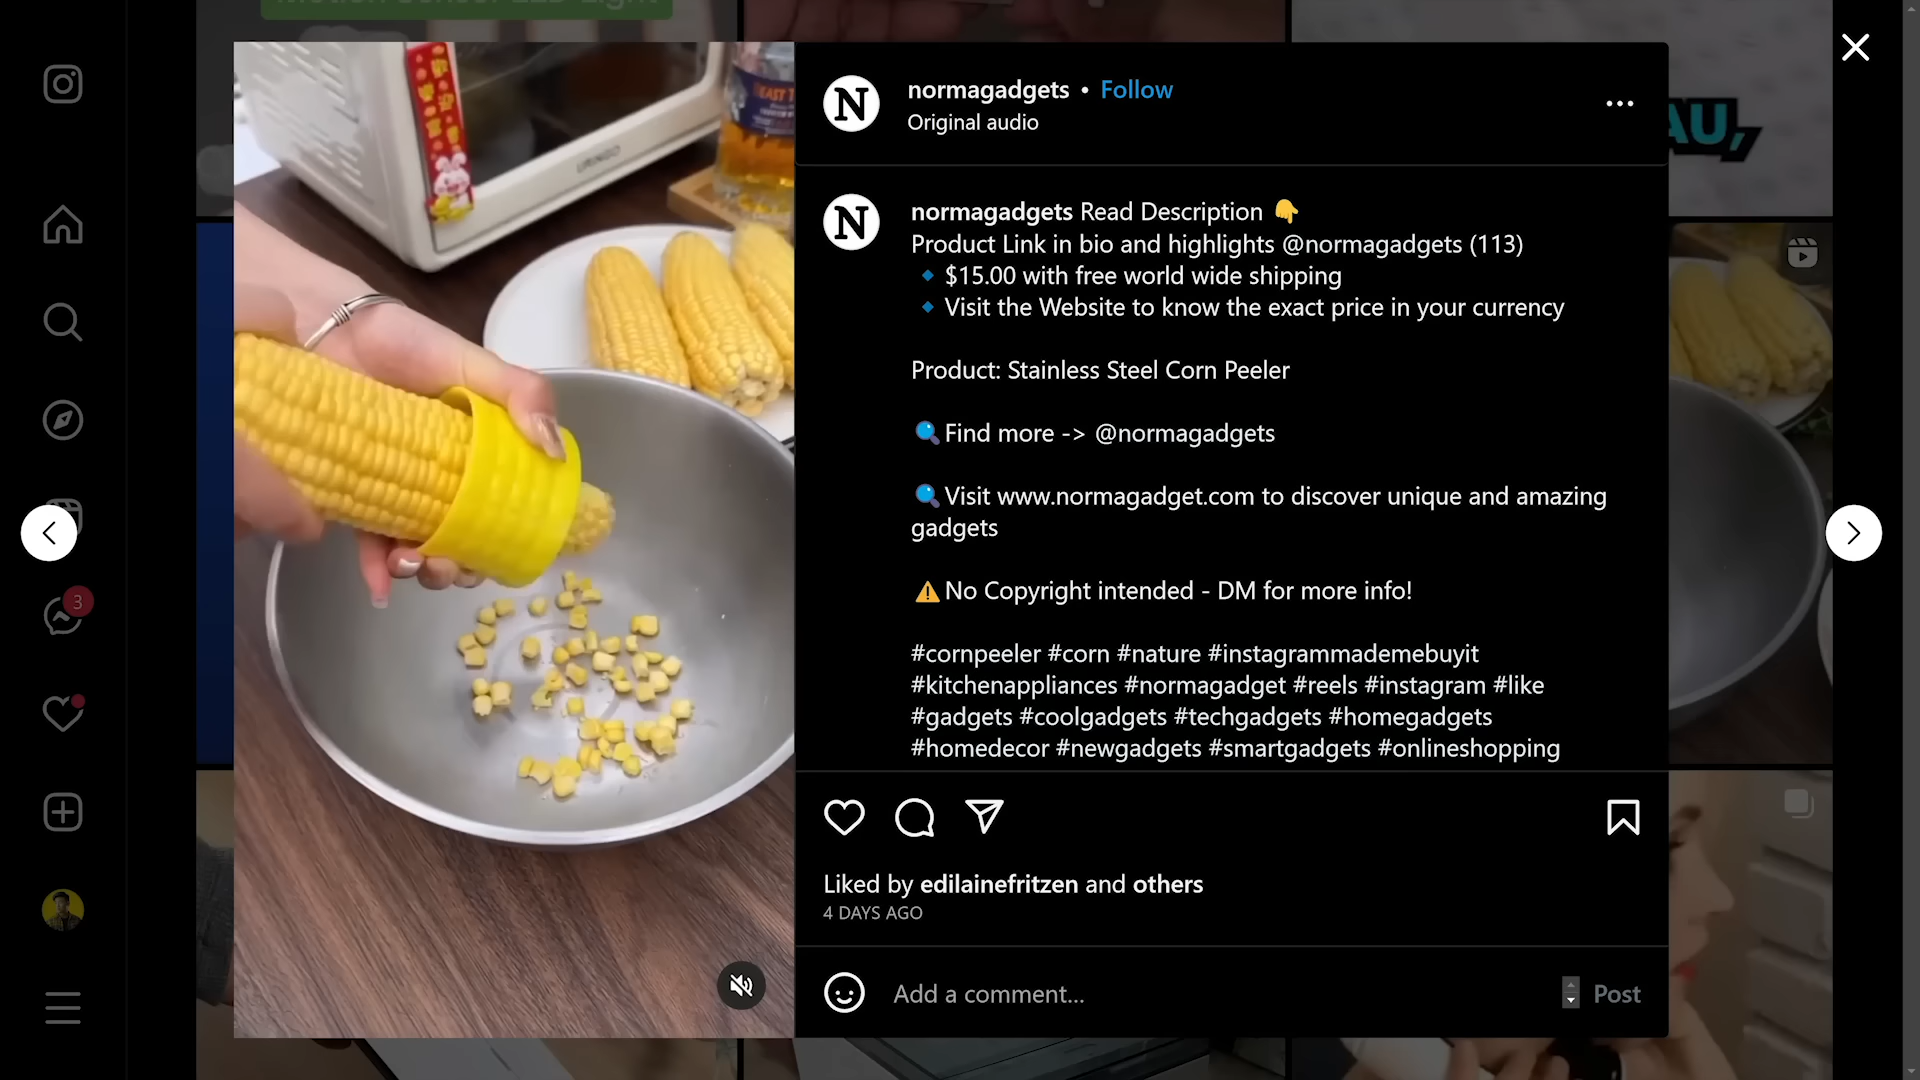 normagadgets • Follow
Original audio
normagadgets Read Description 👇
Product Link in bio and highlights @normagadgets (113)
🔹 $15.00 with free world wide shipping
🔹 Visit the Website to know the exact price in your currency
Product: Stainless Steel Corn Peeler
🔍 Find more -> @normagadgets
🔍 Visit www.normagadget.com to discover unique and amazing
gadgets
⚠️ No Copyright intended - DM for more info!
#cornpeeler #corn #nature #instagrammademebuyit
#kitchenappliances #normagadget #reels #instagram #like
#gadgets #coolgadgets #techgadgets #homegadgets
#homedecor #newgadgets #smartgadgets #onlineshopping
Liked by edilainefritzen and others
4 DAYS AGO
Add a comment...
Post
3
N
N
AU,